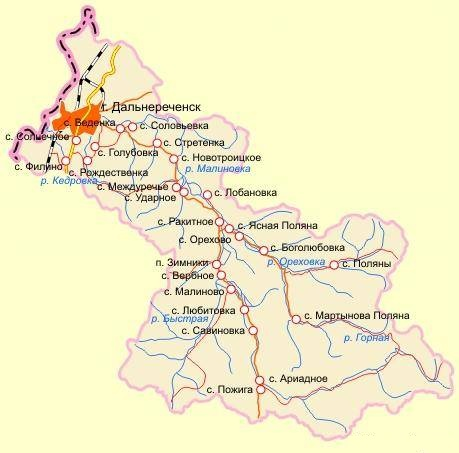 г. Дальнереченск
с. Веденка
с. Соловьевка
с. Солнечное
с. Стретенка
с. Голубовка
с. Новотроицкое
с. Филино
р. Малиновка
с. Рождественка
р. Кедровка
с. Междуречье
с. Лобановка
с. Ударное
с. Ракитное
с. Ясная Поляна
с. Орехово
с. Боголюбовка
п. Зимники
р. Ореховка
с. Поляны
с. Вербное
с. Малиново
с. Любитовка
р. Быстрая
с. Мартынова Поляна
с. Савиновка
р. Горная
с. Ариадное
с. Пожига